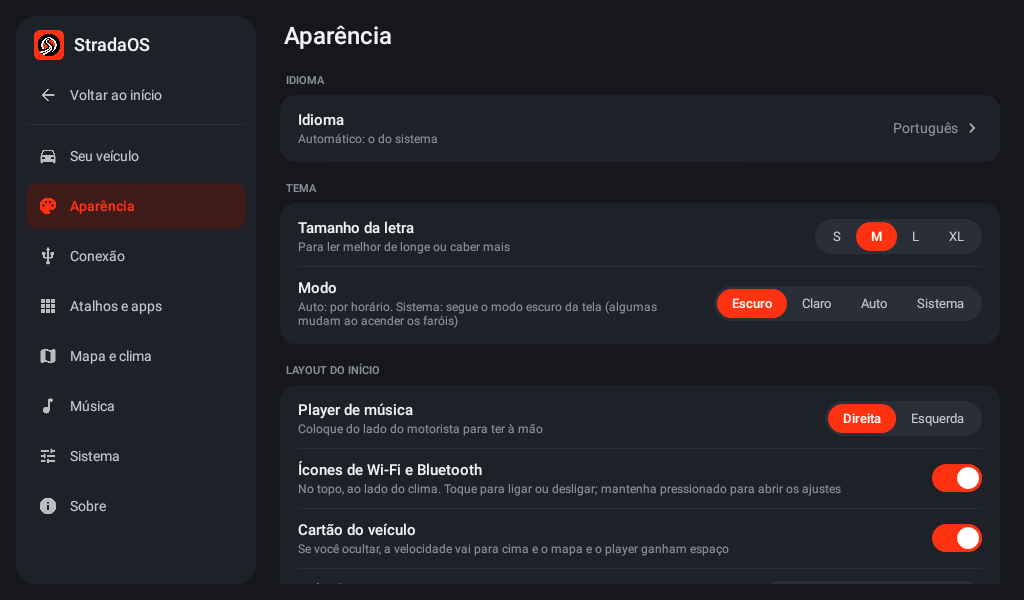 StradaOS
Voltar ao início
Seu veículo
Aparência
Conexão
Atalhos e apps
Mapa e clima
Música
Sistema
Sobre
Aparência
IDIOMA
Idioma
Automático: o do sistema
Português
TEMA
Tamanho da letra
Para ler melhor de longe ou caber mais
S M L XL
Modo
Auto: por horário. Sistema: segue o modo escuro da tela (algumas
mudam ao acender os faróis)
Escuro Claro Auto Sistema
LAYOUT DO INÍCIO
Player de música
Coloque do lado do motorista para ter à mão
Direita Esquerda
Ícones de Wi-Fi e Bluetooth
No topo, ao lado do clima. Toque para ligar ou desligar; mantenha pressionado para abrir os ajustes
Cartão do veículo
Se você ocultar, a velocidade vai para cima e o mapa e o player ganham espaço